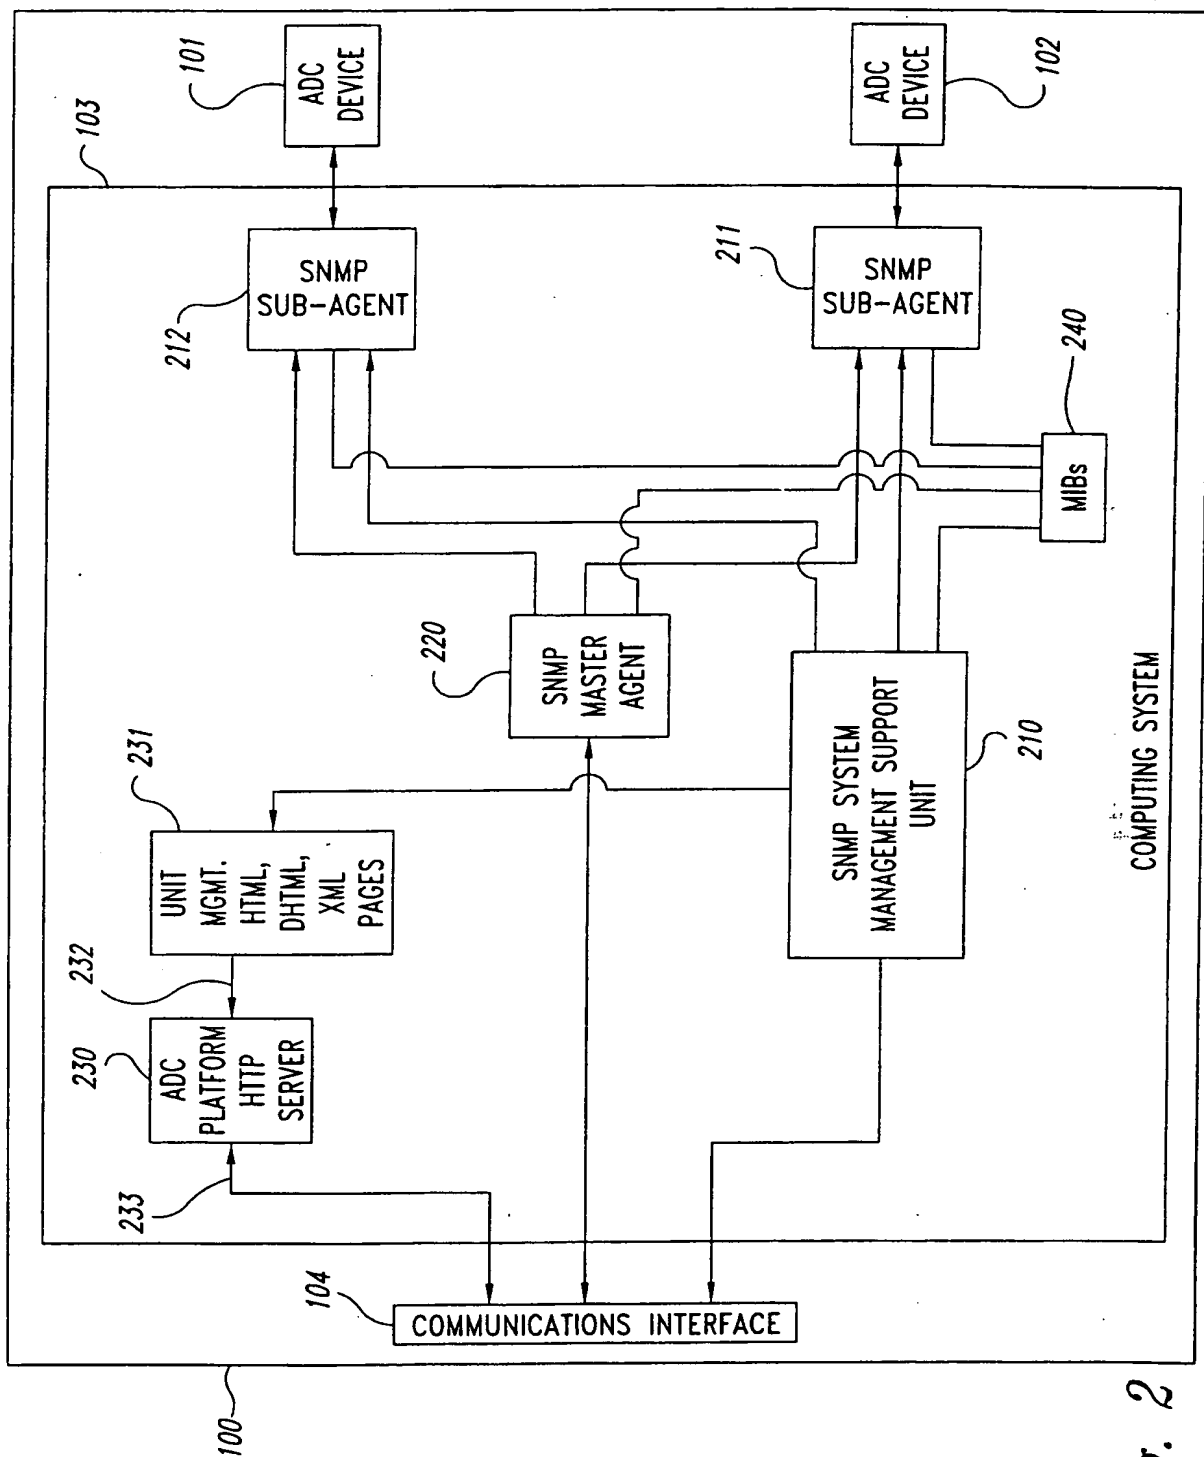 100
104
COMMUNICATIONS INTERFACE
103
233
230
ADC
PLATFORM
HTTP
SERVER
232
231
UNIT
MGMT.
HTML,
DHTML,
XML
PAGES
212
SNMP
SUB-AGENT
101
ADC
DEVICE
220
SNMP
MASTER
AGENT
211
SNMP
SUB-AGENT
ADC
DEVICE
102
SNMP SYSTEM
MANAGEMENT SUPPORT
UNIT
210
240
MIBs
COMPUTING SYSTEM
2